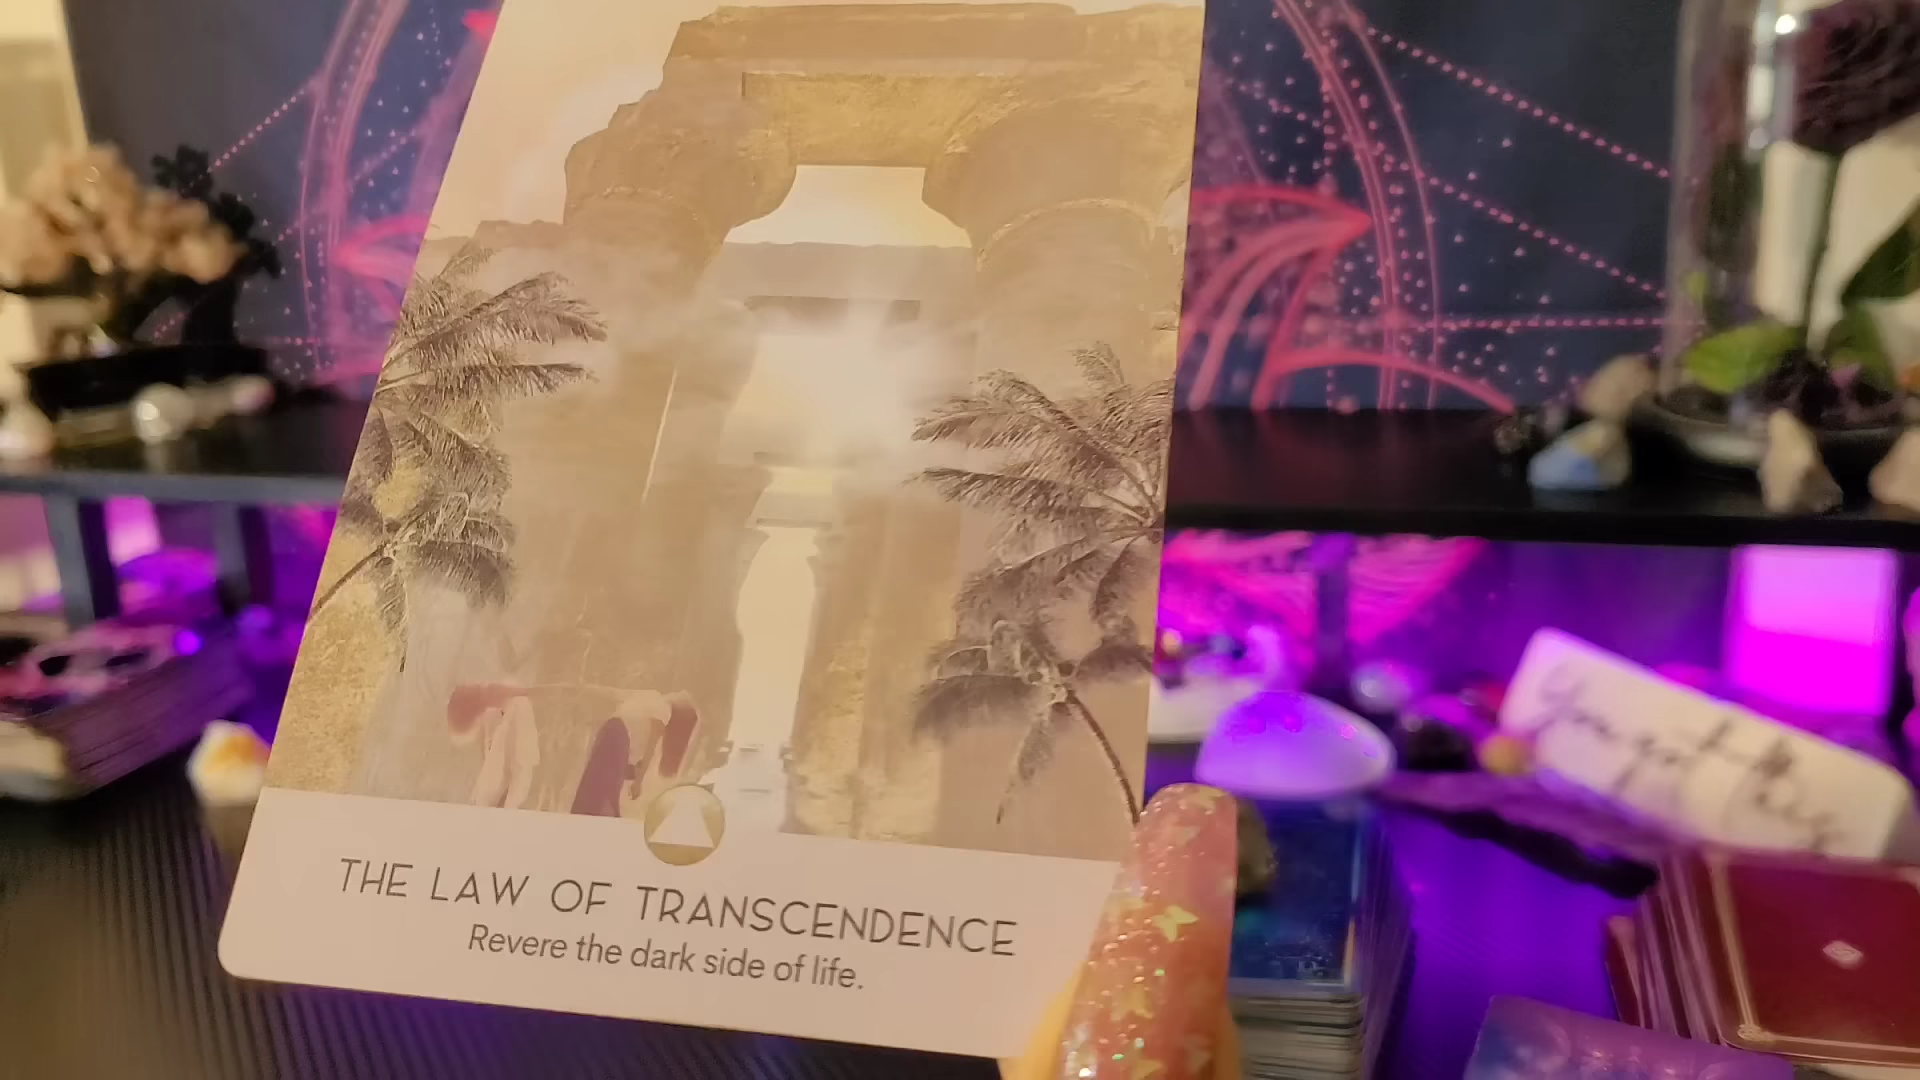 THE LAW OF TRANSCENDENCE
Revere the dark side of life.